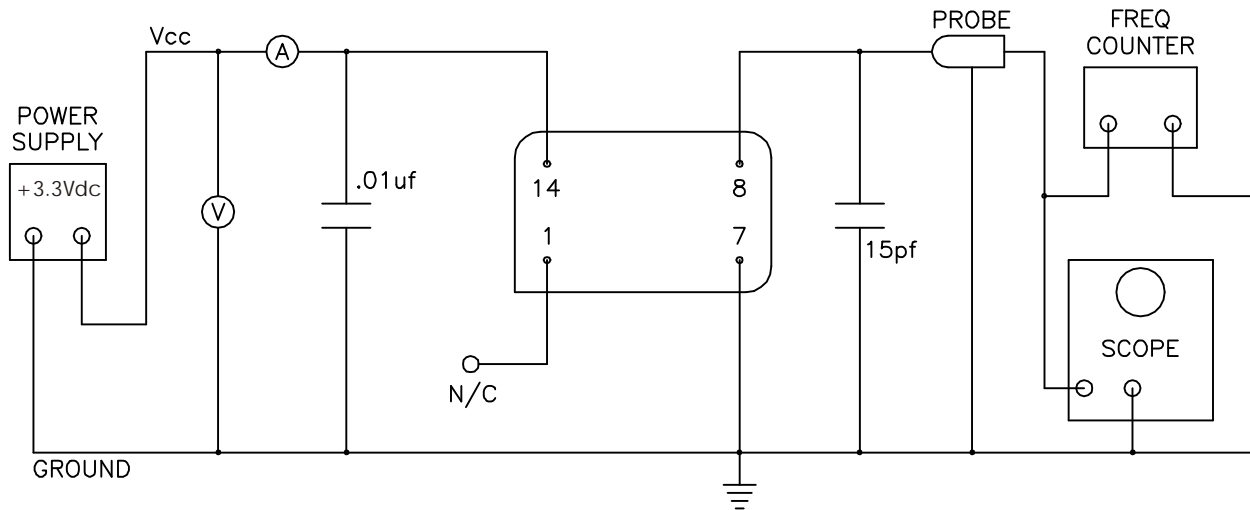 PROBE
FREQ
COUNTER
Vcc
A
POWER
SUPPLY
+3.3Vdc
.01uf
14
8
V
1
7
15pf
SCOPE
N/C
GROUND